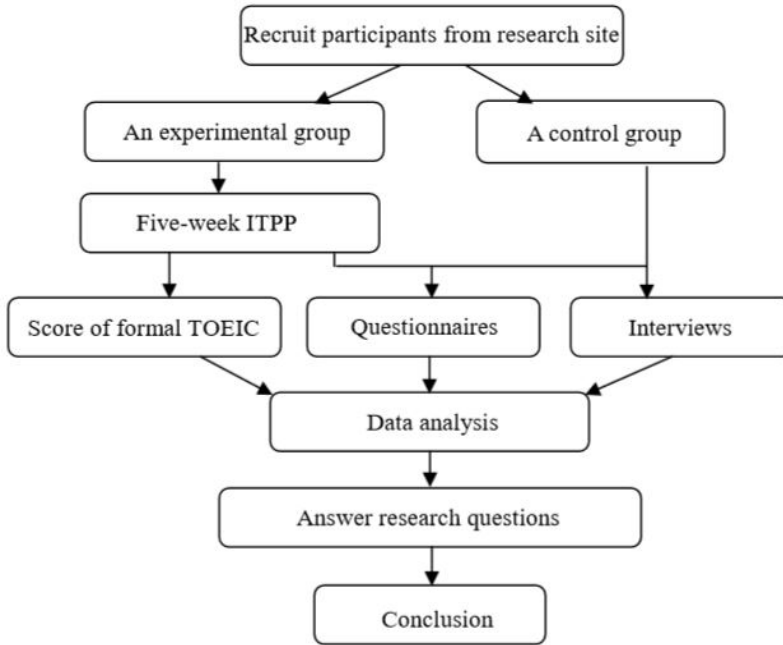 Recruit participants from research site
An experimental group
A control group
Five-week ITPP
Score of formal TOEIC
Questionnaires
Interviews
Data analysis
Answer research questions
Conclusion